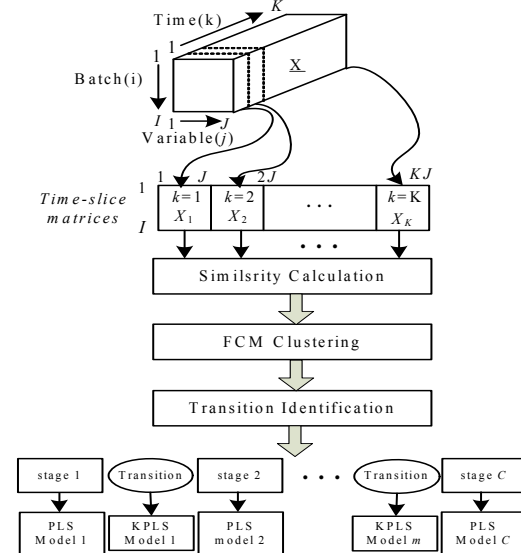 K
Time(k)
1
1
X
Batch(i)
I
1
J
Variable(j)
1
J
2J
KJ
1
Time-slice
matrices
I
k=1
X1
k=2
X2
...
k=K
XK
...
Similsrity Calculation
FCM Clustering
Transition Identification
stage 1
Transition
stage 2
...
Transition
stage C
PLS
Model 1
KPLS
Model 1
PLS
model 2
KPLS
Model m
PLS
Model C